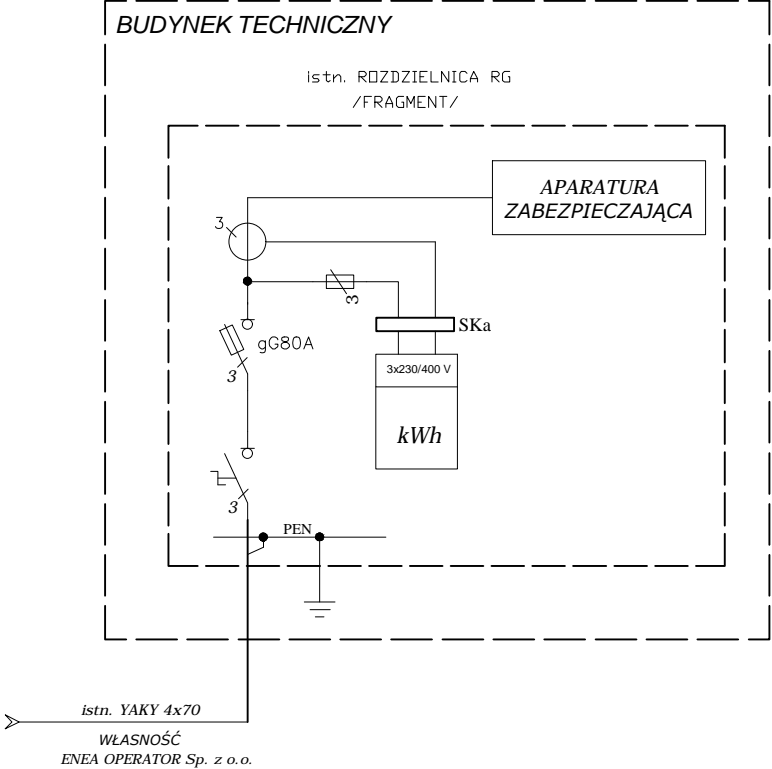 BUDYNEK TECHNICZNY
istn. ROZDZIELNICA RG
/FRAGMENT/
APARATURA
ZABEZPIECZAJĄCA
3
3
SKa
gG80A
3
3x230/400 V
kWh
3
PEN
istn. YAKY 4x70
WŁASNOŚĆ
ENEA OPERATOR Sp. z o.o.